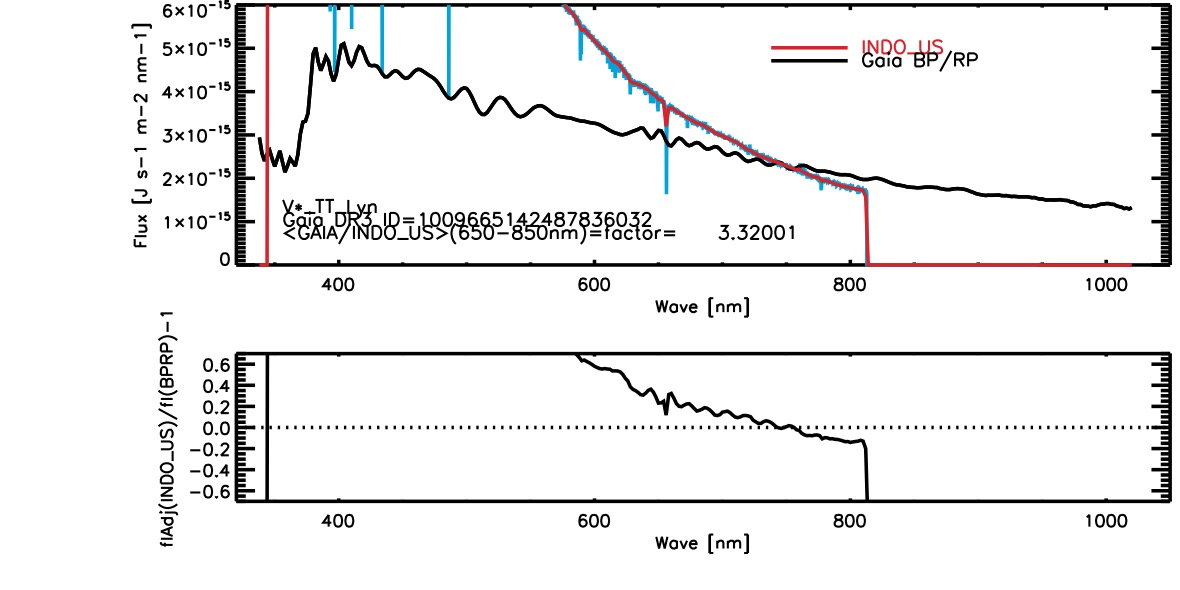 6×10⁻¹⁵
5×10⁻¹⁵
4×10⁻¹⁵
3×10⁻¹⁵
2×10⁻¹⁵
1×10⁻¹⁵
0
Flux [J s−1 m−2 nm−1]
INDO_US
Gaia BP/RP
V*_TT_Lyn
Gaia DR3 ID=1009665142487836032
<GAIA/INDO_US>(650−850nm)=factor= 3.32001
400 600 800 1000
Wave [nm]
flAdj(INDO_US)/fl(BPRP)−1
0.6
0.4
0.2
0.0
−0.2
−0.4
−0.6
400 600 800 1000
Wave [nm]